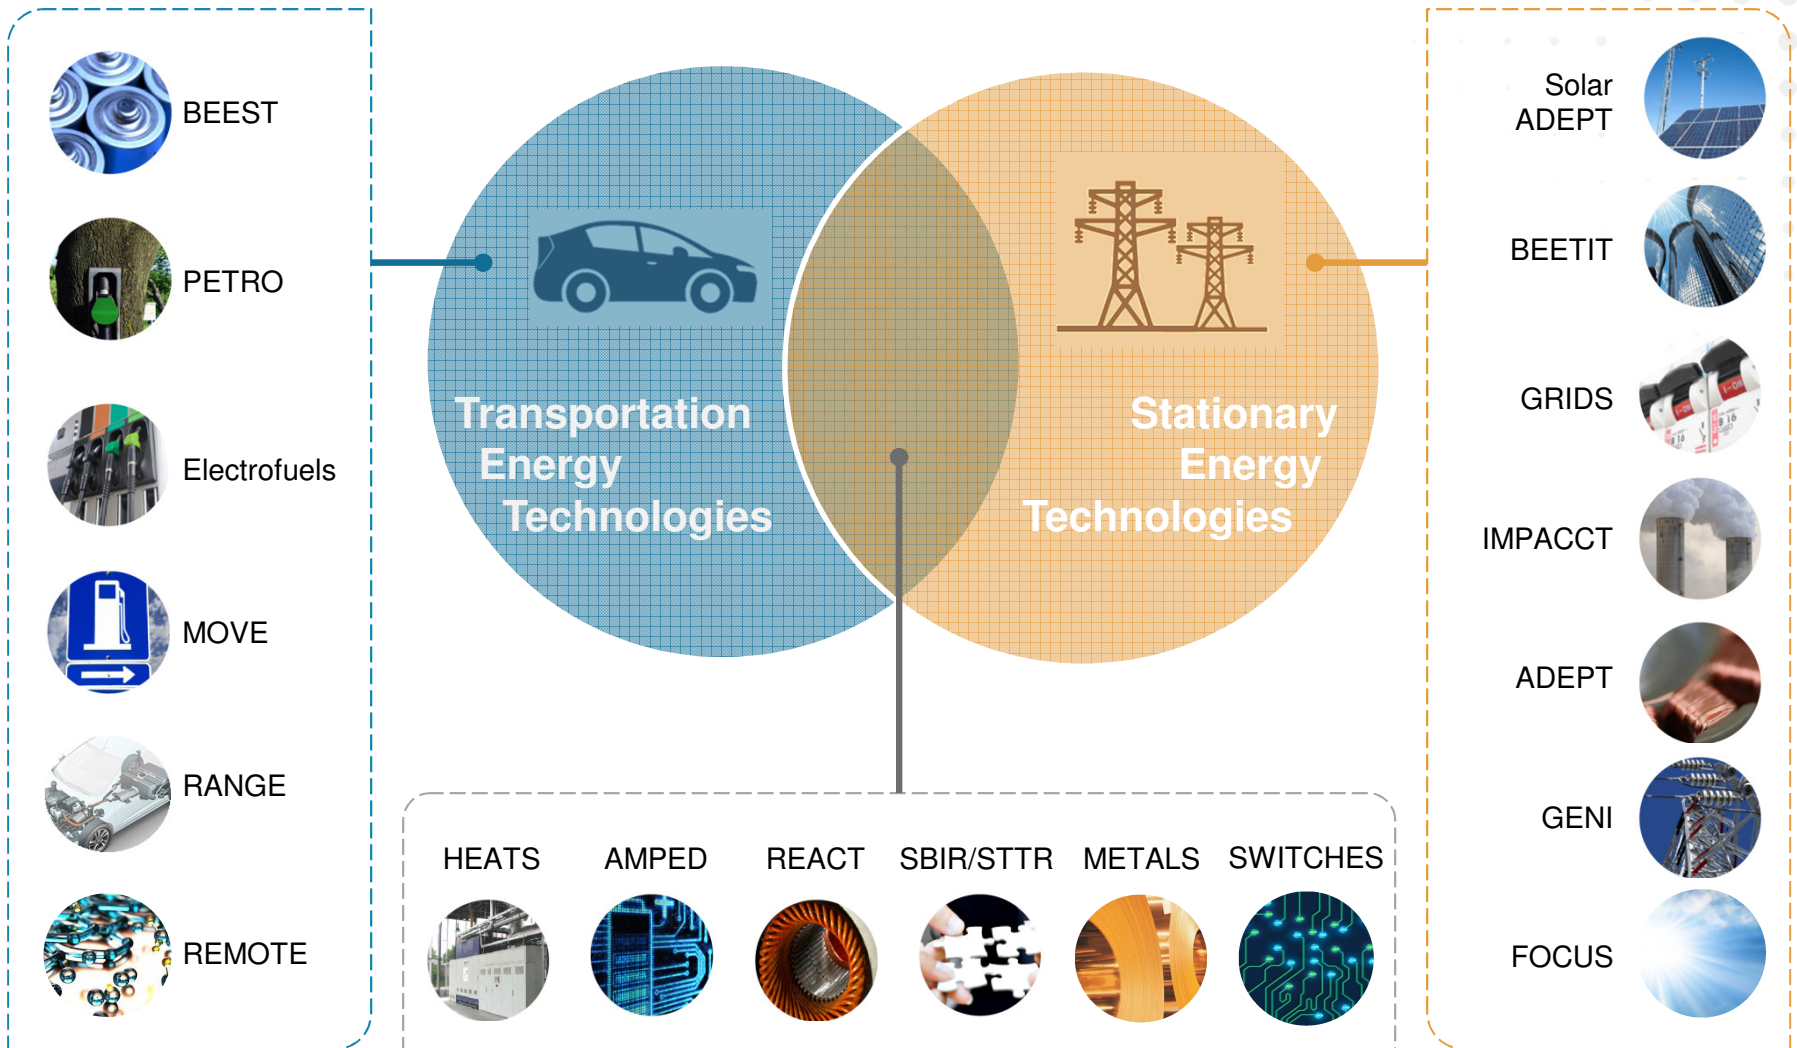 BEEST
PETRO
Electrofuels
MOVE
RANGE
REMOTE
Transportation
Energy
Technologies
Stationary
Energy
Technologies
HEATS
AMPED
REACT
SBIR/STTR
METALS
SWITCHES
Solar
ADEPT
BEETIT
GRIDS
IMPACCT
ADEPT
GENI
FOCUS